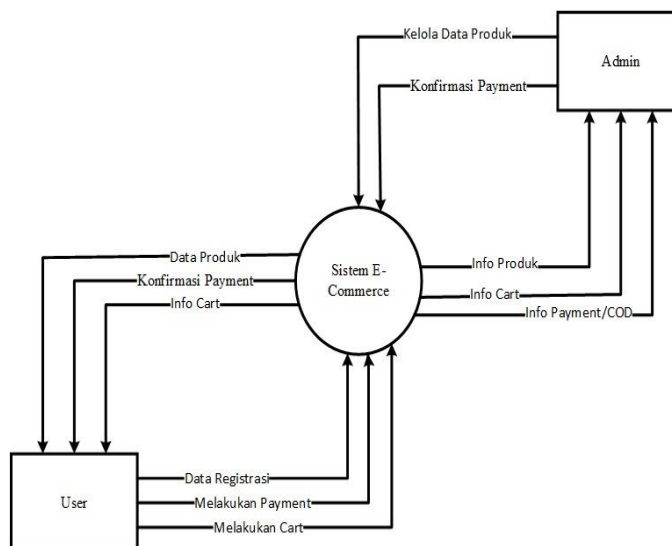 Kelola Data Produk
Admin
Konfirmasi Payment
Data Produk
Sistem E-
Commerce
Info Produk
Konfirmasi Payment
Info Cart
Info Cart
Info Payment/COD
Data Registrasi
User
Melakukan Payment
Melakukan Cart